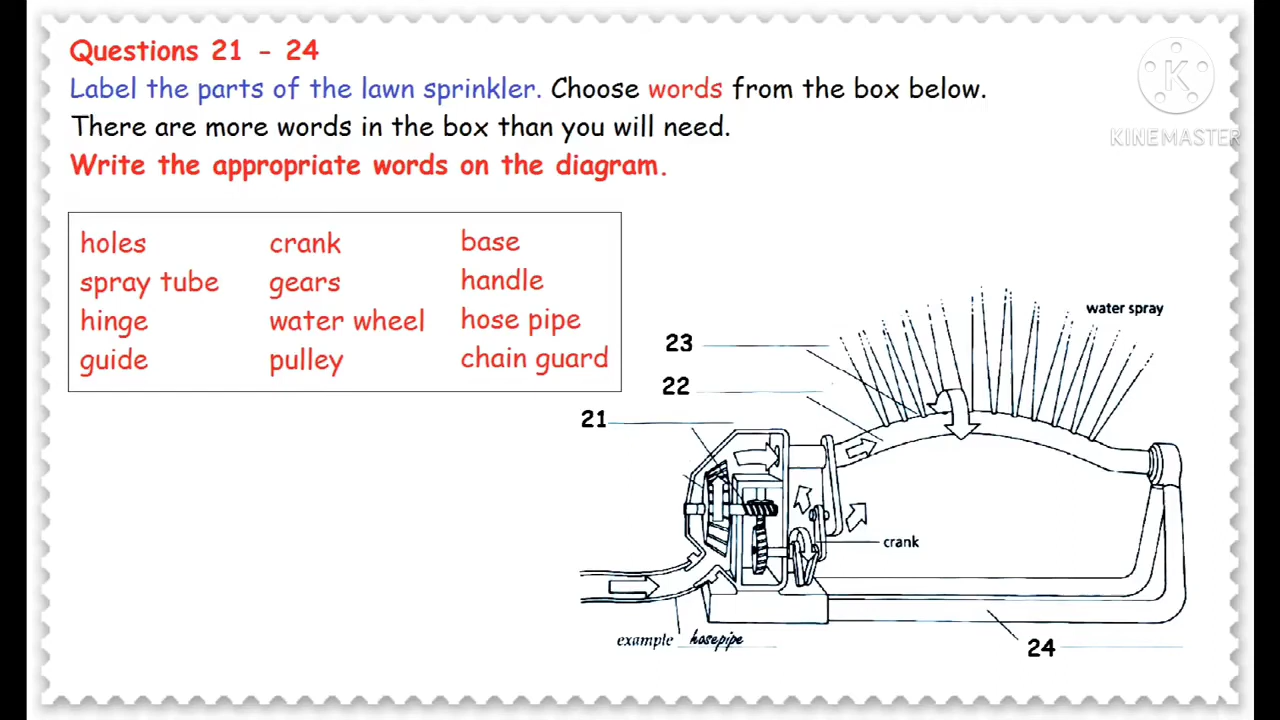 Questions 21 - 24
Label the parts of the lawn sprinkler. Choose words from the box below.
There are more words in the box than you will need.
Write the appropriate words on the diagram.
K
KINEMASTER
holes crank base
spray tube gears handle
hinge water wheel hose pipe
guide pulley chain guard
water spray
23
22
21
crank
example hosepipe
24